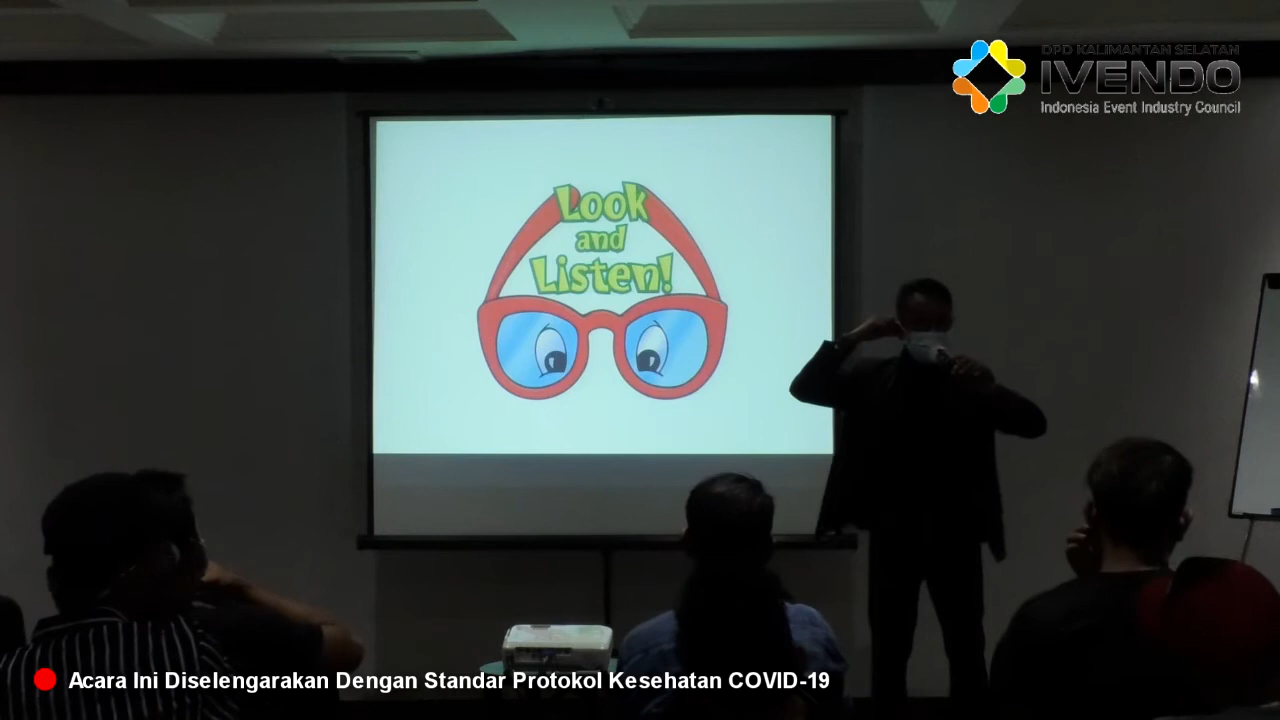 DPD KALIMANTAN SELATAN
IVENDO
Indonesia Event Industry Council
Look
and
Listen!
Acara Ini Diselengarakan Dengan Standar Protokol Kesehatan COVID-19